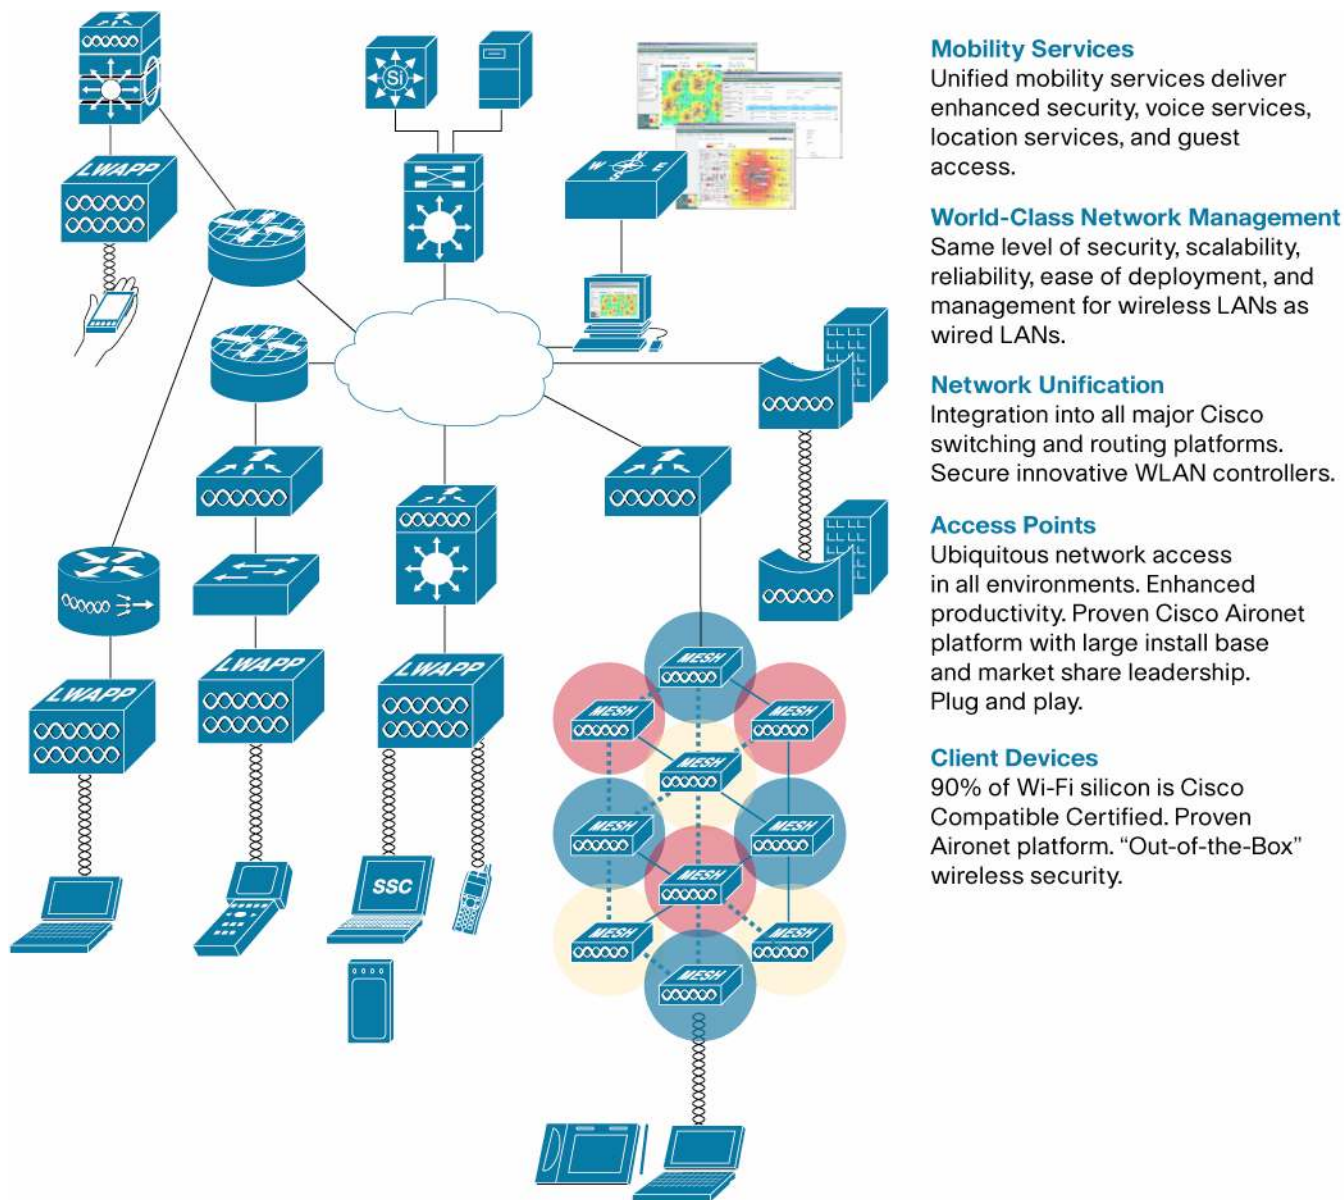 Si
LWAPP
W
N
S
E
LWAPP
LWAPP
LWAPP
SSC
MESH
MESH
MESH
MESH
MESH
MESH
MESH
MESH
MESH
MESH
Mobility Services
Unified mobility services deliver
enhanced security, voice services,
location services, and guest
access.
World-Class Network Management
Same level of security, scalability,
reliability, ease of deployment, and
management for wireless LANs as
wired LANs.
Network Unification
Integration into all major Cisco
switching and routing platforms.
Secure innovative WLAN controllers.
Access Points
Ubiquitous network access
in all environments. Enhanced
productivity. Proven Cisco Aironet
platform with large install base
and market share leadership.
Plug and play.
Client Devices
90% of Wi-Fi silicon is Cisco
Compatible Certified. Proven
Aironet platform. “Out-of-the-Box”
wireless security.